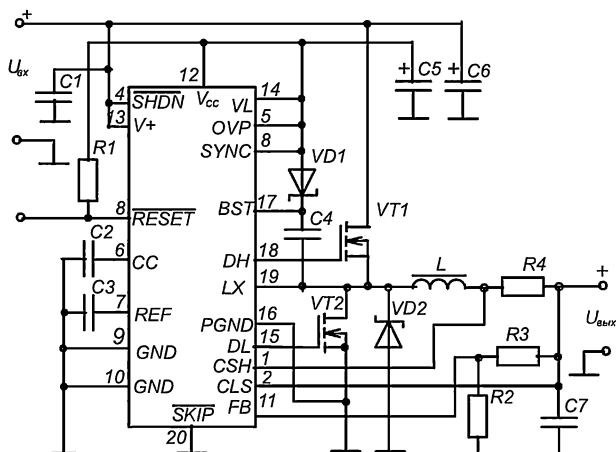 +
Uвх
C1
R1
12
Vcc
4 SHDN
13 V+
8 RESET
C2
6 CC
C3
7 REF
9 GND
10 GND
SKIP
20
VL 14
OVP 5
SYNC 8
BST 17
DH 18
LX 19
PGND 16
DL 15
CSH 1
CLS 2
FB 11
VD1
C4
VT1
VT2
VD2
+ C5
+ C6
L
R4
+
Uвых
R3
R2
C7